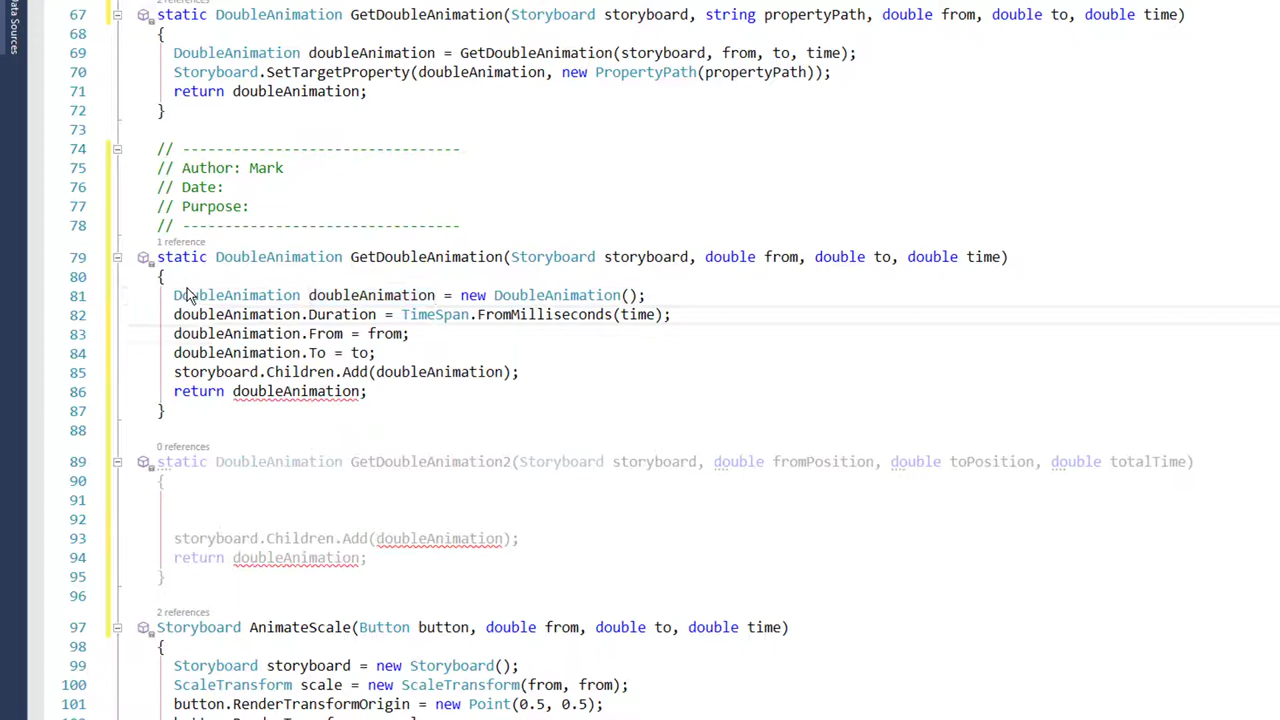 Data Sources
2 references
67 static DoubleAnimation GetDoubleAnimation(Storyboard storyboard, string propertyPath, double from, double to, double time)
68 {
69 DoubleAnimation doubleAnimation = GetDoubleAnimation(storyboard, from, to, time);
70 Storyboard.SetTargetProperty(doubleAnimation, new PropertyPath(propertyPath));
71 return doubleAnimation;
72 }
73
74 // ---------------------------------
75 // Author: Mark
76 // Date:
77 // Purpose:
78 // ---------------------------------
1 reference
79 static DoubleAnimation GetDoubleAnimation(Storyboard storyboard, double from, double to, double time)
80 {
81 DoubleAnimation doubleAnimation = new DoubleAnimation();
82 doubleAnimation.Duration = TimeSpan.FromMilliseconds(time);
83 doubleAnimation.From = from;
84 doubleAnimation.To = to;
85 storyboard.Children.Add(doubleAnimation);
86 return doubleAnimation;
87 }
88
0 references
89 static DoubleAnimation GetDoubleAnimation2(Storyboard storyboard, double fromPosition, double toPosition, double totalTime)
90 {
91
92
93 storyboard.Children.Add(doubleAnimation);
94 return doubleAnimation;
95 }
96
2 references
97 Storyboard AnimateScale(Button button, double from, double to, double time)
98 {
99 Storyboard storyboard = new Storyboard();
100 ScaleTransform scale = new ScaleTransform(from, from);
101 button.RenderTransformOrigin = new Point(0.5, 0.5);